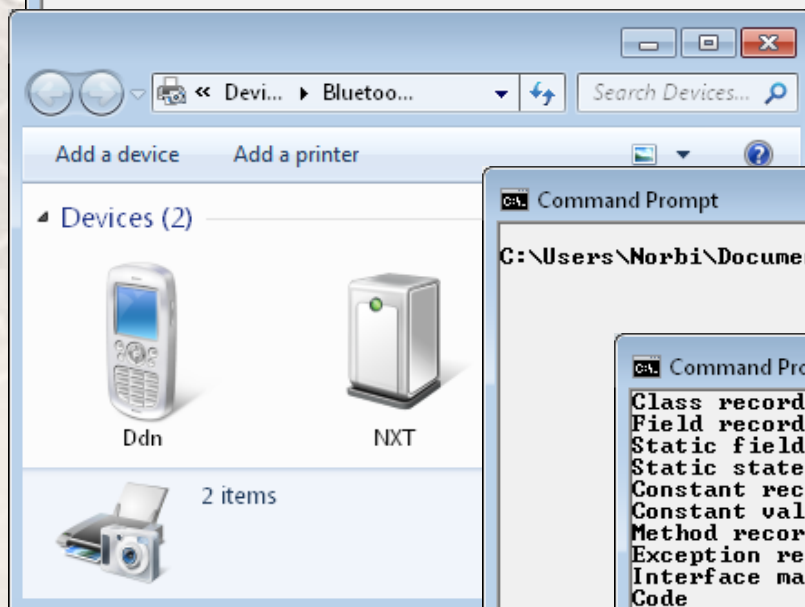 « Devi... Bluetoo...
Search Devices...
Add a device Add a printer
Devices (2)
Ddn
NXT
2 items
C:\. Command Prompt
C:\Users\Norbi\Docume
C:\. Command Pro
Class record
Field record
Static field
Static state
Constant rec
Constant val
Method recor
Exception re
Interface ma
Code